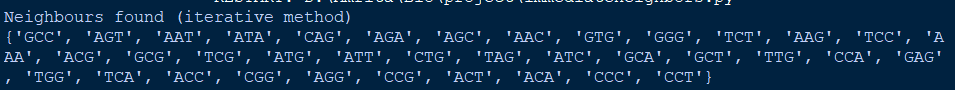 Neighbours found (iterative method)
{'GCC', 'AGT', 'AAT', 'ATA', 'CAG', 'AGA', 'AGC', 'AAC', 'GTG', 'GGG', 'TCT', 'AAG', 'TCC', 'A
AA', 'ACG', 'GCG', 'TCG', 'ATG', 'ATT', 'CTG', 'TAG', 'ATC', 'GCA', 'GCT', 'TTG', 'CCA', 'GAG'
, 'TGG', 'TCA', 'ACC', 'CGG', 'AGG', 'CCG', 'ACT', 'ACA', 'CCC', 'CCT'}